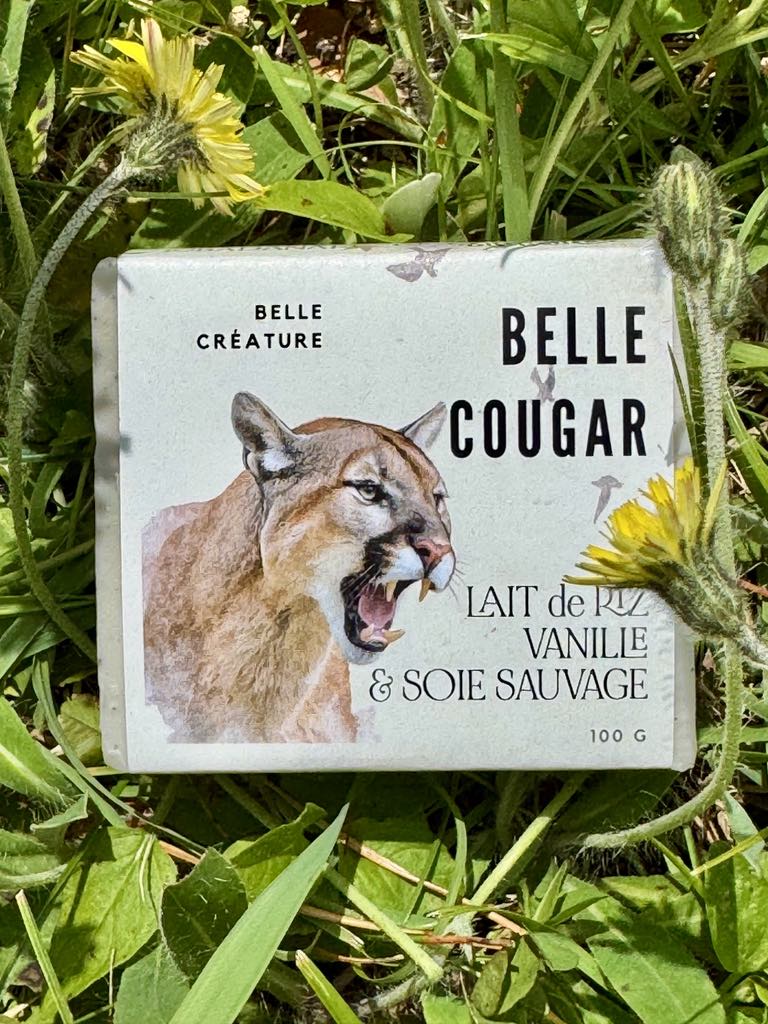 BELLE
CRÉATURE
BELLE
COUGAR
LAIT de RIZ
VANILLE
& SOIE SAUVAGE
100 G